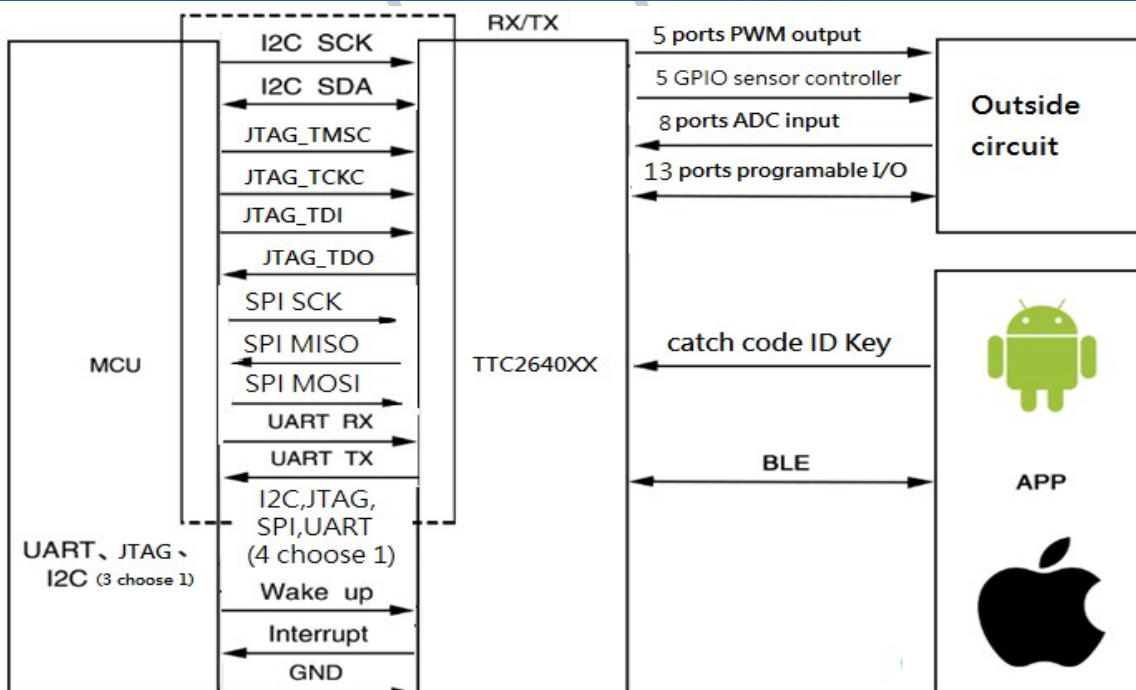 RX/TX
I2C SCK
I2C SDA
JTAG_TMSC
JTAG_TCKC
JTAG_TDI
JTAG_TDO
SPI SCK
SPI MISO
SPI MOSI
UART RX
UART TX
I2C,JTAG,
SPI,UART
(4 choose 1)
Wake up
Interrupt
GND
MCU
UART、JTAG、
I2C (3 choose 1)
TTC2640XX
5 ports PWM output
5 GPIO sensor controller
8 ports ADC input
13 ports programable I/O
Outside
circuit
catch code ID Key
BLE
APP